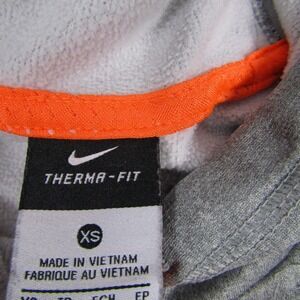 THERMA-FIT
XS
MADE IN VIETNAM
FABRIQUE AU VIETNAM